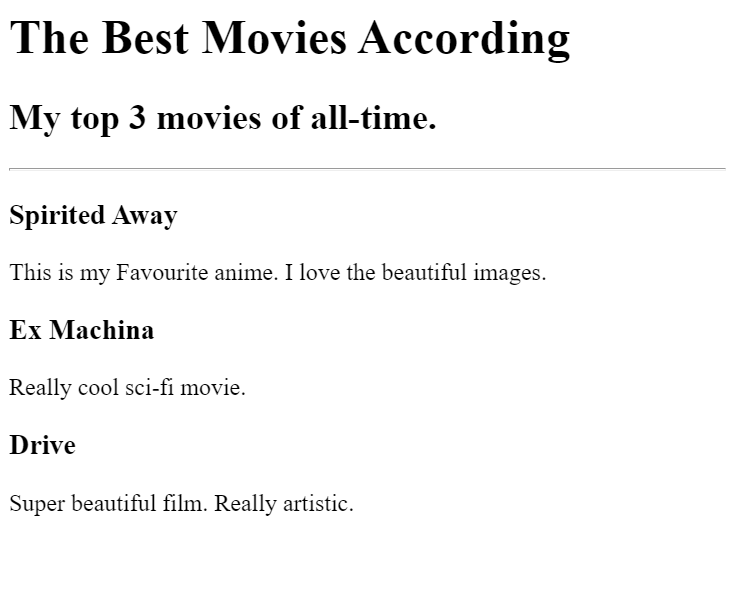 The Best Movies According
My top 3 movies of all-time.
Spirited Away
This is my Favourite anime. I love the beautiful images.
Ex Machina
Really cool sci-fi movie.
Drive
Super beautiful film. Really artistic.